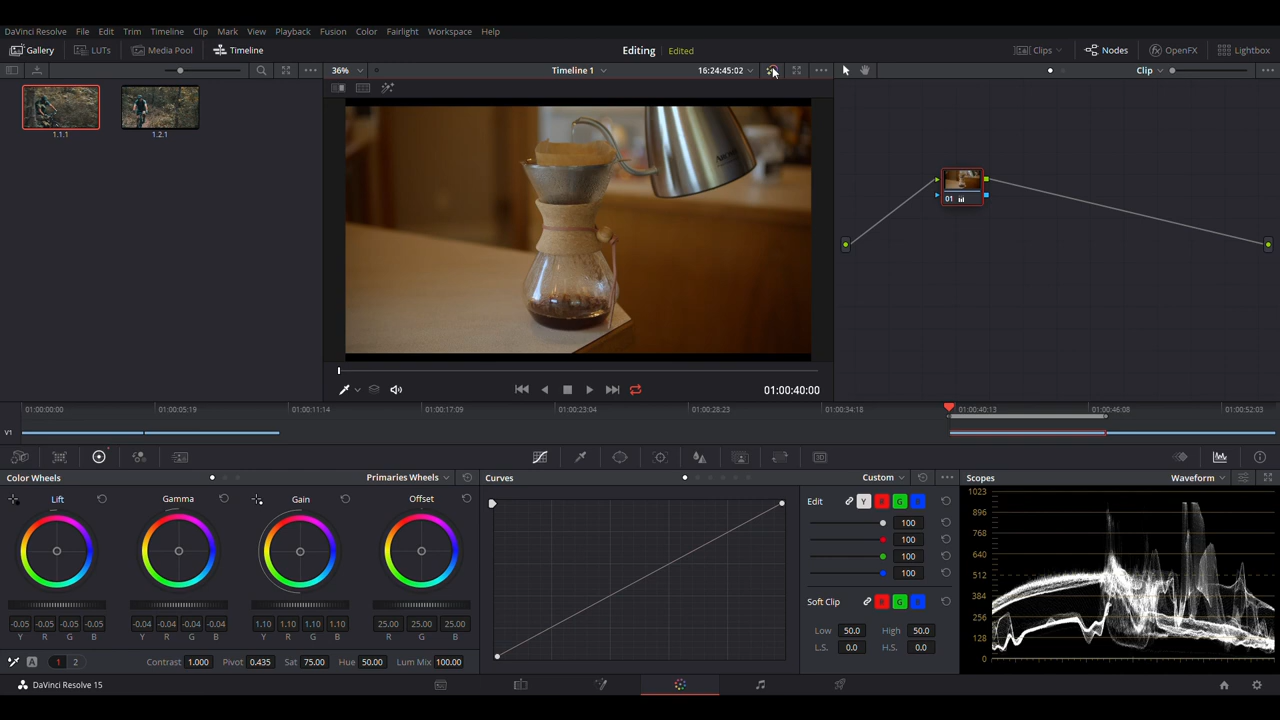 DaVinci Resolve File Edit Trim Timeline Clip Mark View Playback Fusion Color Fairlight Workspace Help
Gallery LUTs Media Pool Timeline Editing Edited Clips Nodes OpenFX Lightbox
36% Timeline 1 16:24:45:02 Clip
1.1.1 1.2.1
01
01:00:40:00
01:00:00:00 01:00:05:19 01:00:11:14 01:00:17:09 01:00:23:04 01:00:28:23 01:00:34:18 01:00:40:13 01:00:46:08 01:00:52:03
V1
Color Wheels Primaries Wheels Curves Custom Scopes Waveform
Lift Gamma Gain Offset
Edit Y R G B
100
100
100
100
Soft Clip R G B
Low 50.0 High 50.0
L.S. 0.0 H.S. 0.0
1023
896
768
640
512
384
256
128
0
-0.05 -0.05 -0.05 -0.05 -0.04 -0.04 -0.04 -0.04 1.10 1.10 1.10 1.10 25.00 25.00 25.00
Y R G B Y R G B Y R G B R G B
A 1 2 Contrast 1.000 Pivot 0.435 Sat 75.00 Hue 50.00 Lum Mix 100.00
DaVinci Resolve 15